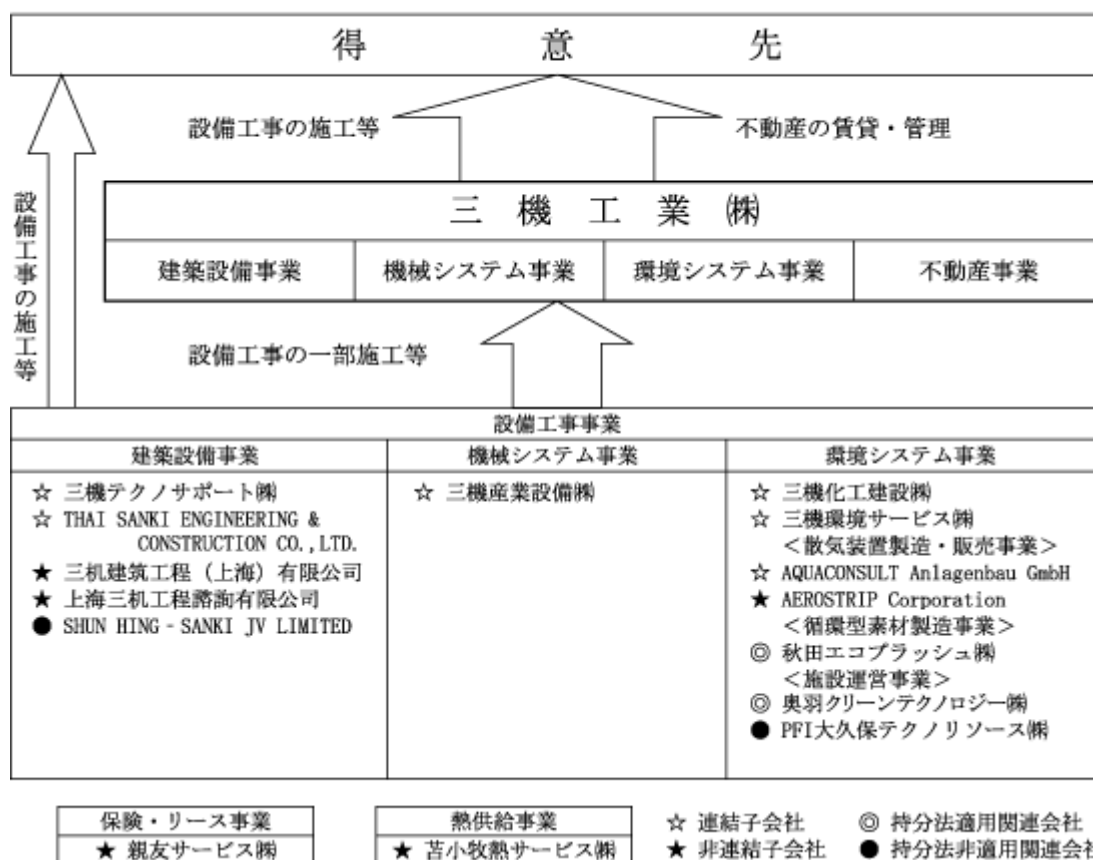 得意先
設備工事の施工等
不動産の賃貸・管理
設備工事の施工等
三機工業㈱
建築設備事業
機械システム事業
環境システム事業
不動産事業
設備工事の一部施工等
設備工事事業
建築設備事業
☆ 三機テクノサポート㈱
☆ THAI SANKI ENGINEERING &
CONSTRUCTION CO.,LTD.
★ 三机建筑工程（上海）有限公司
★ 上海三机工程諮詢有限公司
● SHUN HING‐SANKI JV LIMITED
機械システム事業
☆ 三機産業設備㈱
環境システム事業
☆ 三機化工建設㈱
☆ 三機環境サービス㈱
＜散気装置製造・販売事業＞
☆ AQUACONSULT Anlagenbau GmbH
★ AEROSTRIP Corporation
＜循環型素材製造事業＞
◎ 秋田エコプラッシュ㈱
＜施設運営事業＞
◎ 奥羽クリーンテクノロジー㈱
● PFI大久保テクノリソース㈱
保険・リース事業
★ 親友サービス㈱
熱供給事業
★ 苫小牧熱サービス㈱
☆ 連結子会社
◎ 持分法適用関連会社
★ 非連結子会社
● 持分法非適用関連会社